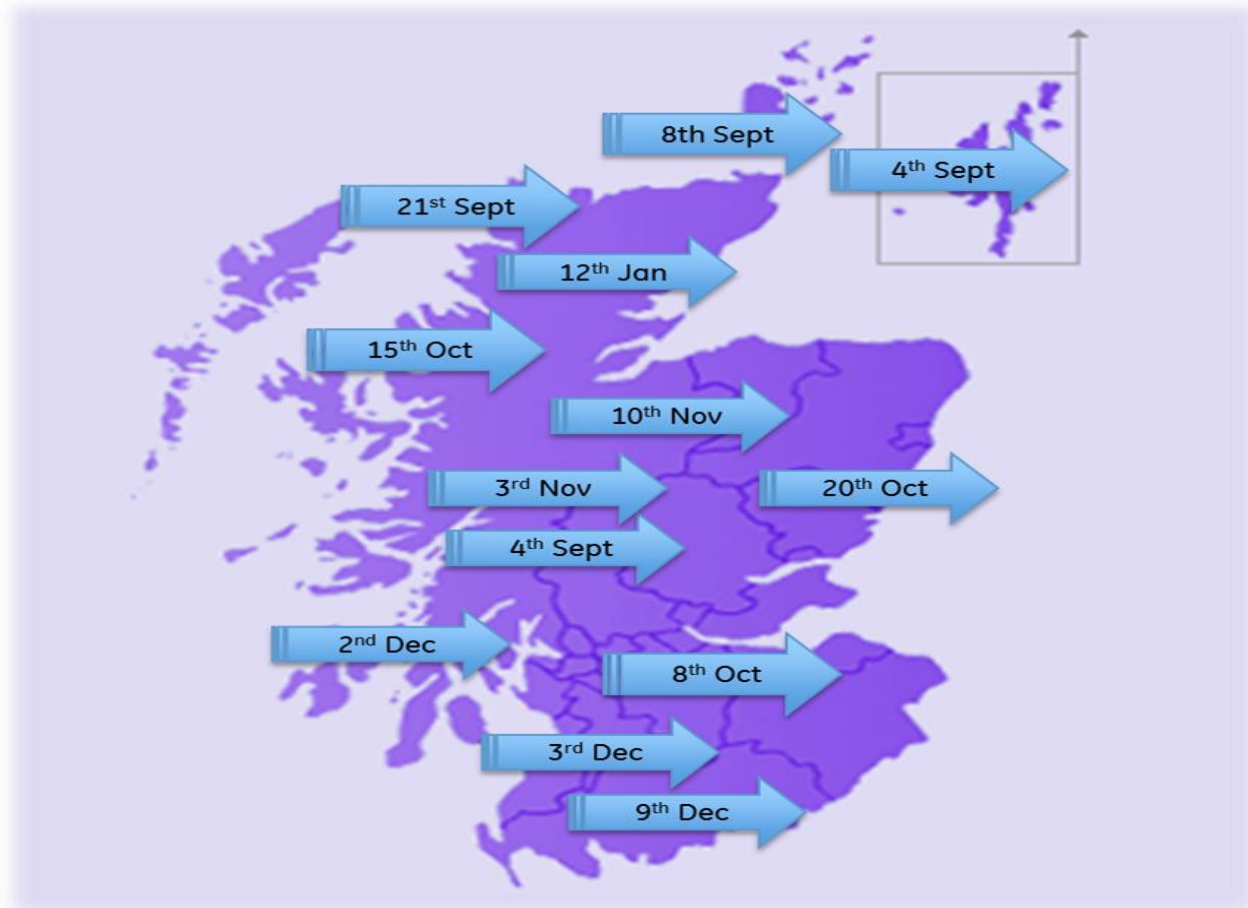 8th Sept
4th Sept
21st Sept
12th Jan
15th Oct
10th Nov
3rd Nov
20th Oct
4th Sept
2nd Dec
8th Oct
3rd Dec
9th Dec